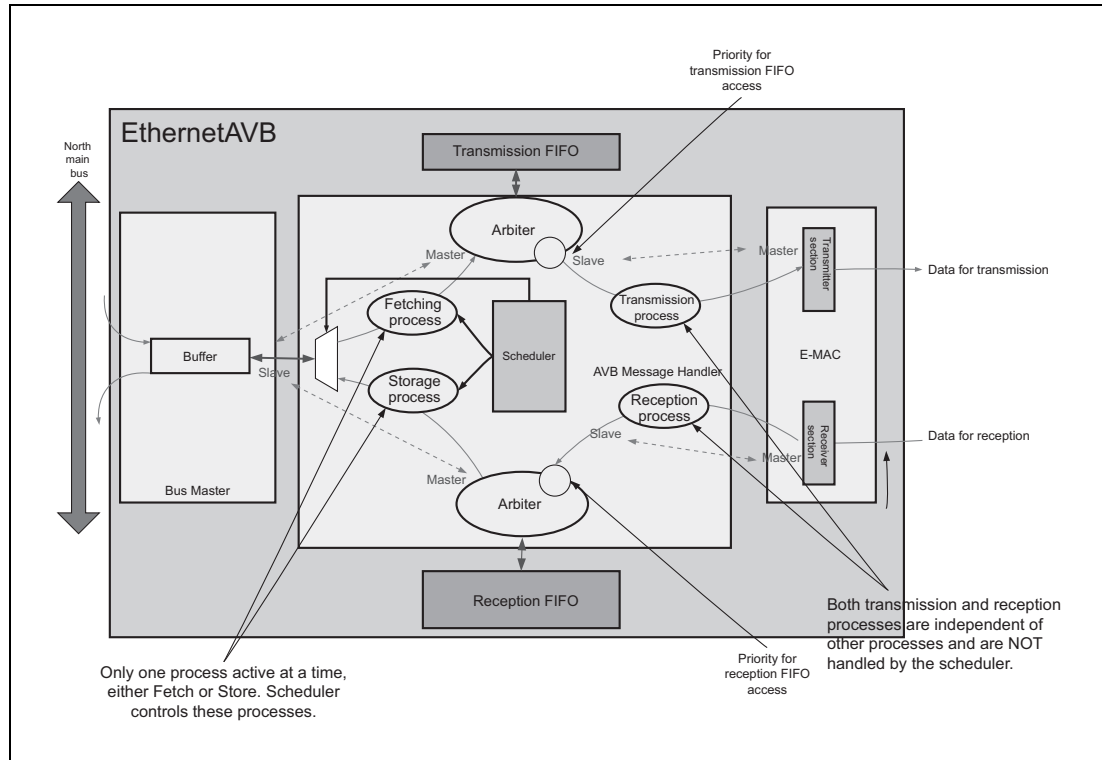 Priority for
transmission FIFO
access
North
main
bus
EthernetAVB
Transmission FIFO
Arbiter
Master
Slave
Master
Transmitter
section
Data for transmission
Fetching
process
Transmission
process
Buffer
Slave
Scheduler
E-MAC
Storage
process
AVB Message Handler
Reception
process
Slave
Master
Receiver
section
Data for reception
Master
Arbiter
Bus Master
Reception FIFO
Only one process active at a time,
either Fetch or Store. Scheduler
controls these processes.
Priority for
reception FIFO
access
Both transmission and reception
processes are independent of
other processes and are NOT
handled by the scheduler.